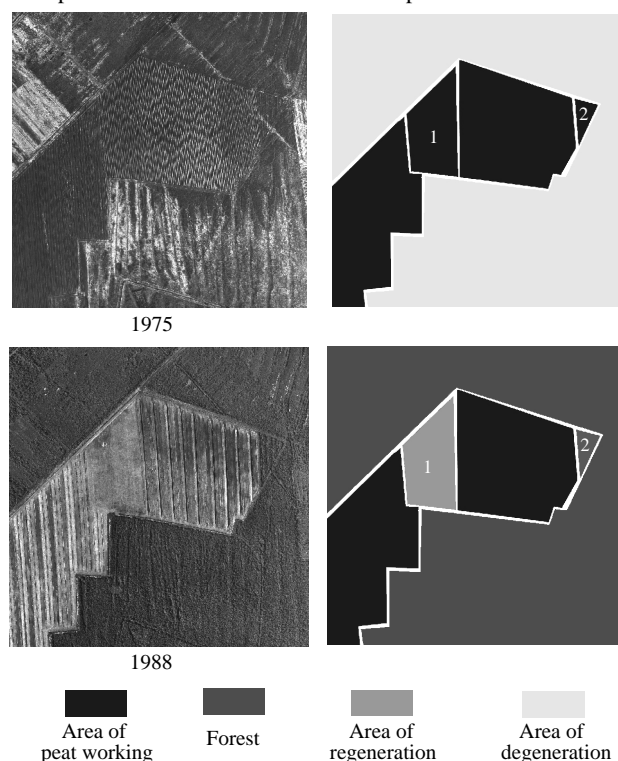 1
2
1975
1
2
1988
Area of
peat working
Forest
Area of
regeneration
Area of
degeneration